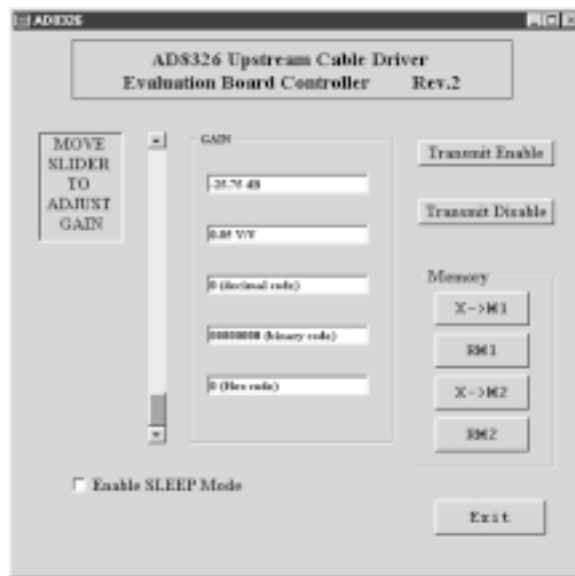 AD8326
AD8326 Upstream Cable Driver
Evaluation Board Controller Rev.2
MOVE
SLIDER
TO
ADJUST
GAIN
GAIN
-25.75 dB
0.05 V/V
0 (decimal code)
00000000 (binary code)
0 (Hex code)
Transmit Enable
Transmit Disable
Memory
X->M1
RM1
X->M2
RM2
Enable SLEEP Mode
Exit